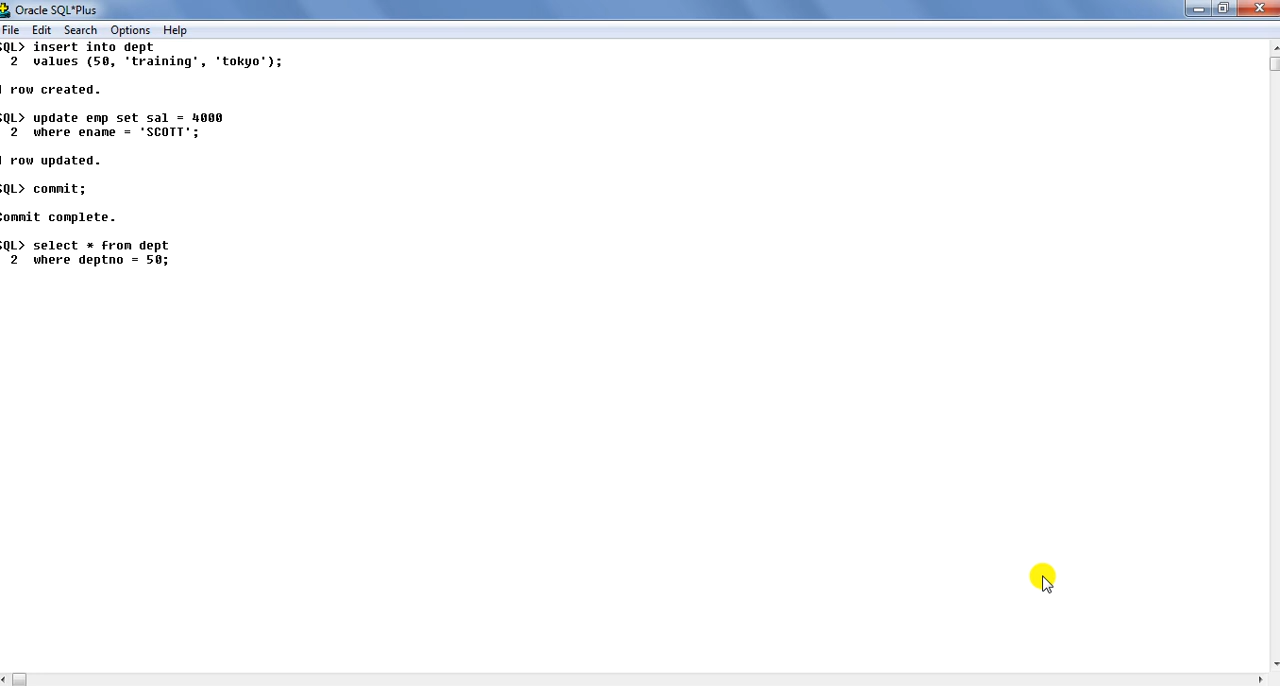 Oracle SQL*Plus
File Edit Search Options Help
SQL> insert into dept
2 values (50, 'training', 'tokyo');
1 row created.
SQL> update emp set sal = 4000
2 where ename = 'SCOTT';
1 row updated.
SQL> commit;
Commit complete.
SQL> select * from dept
2 where deptno = 50;